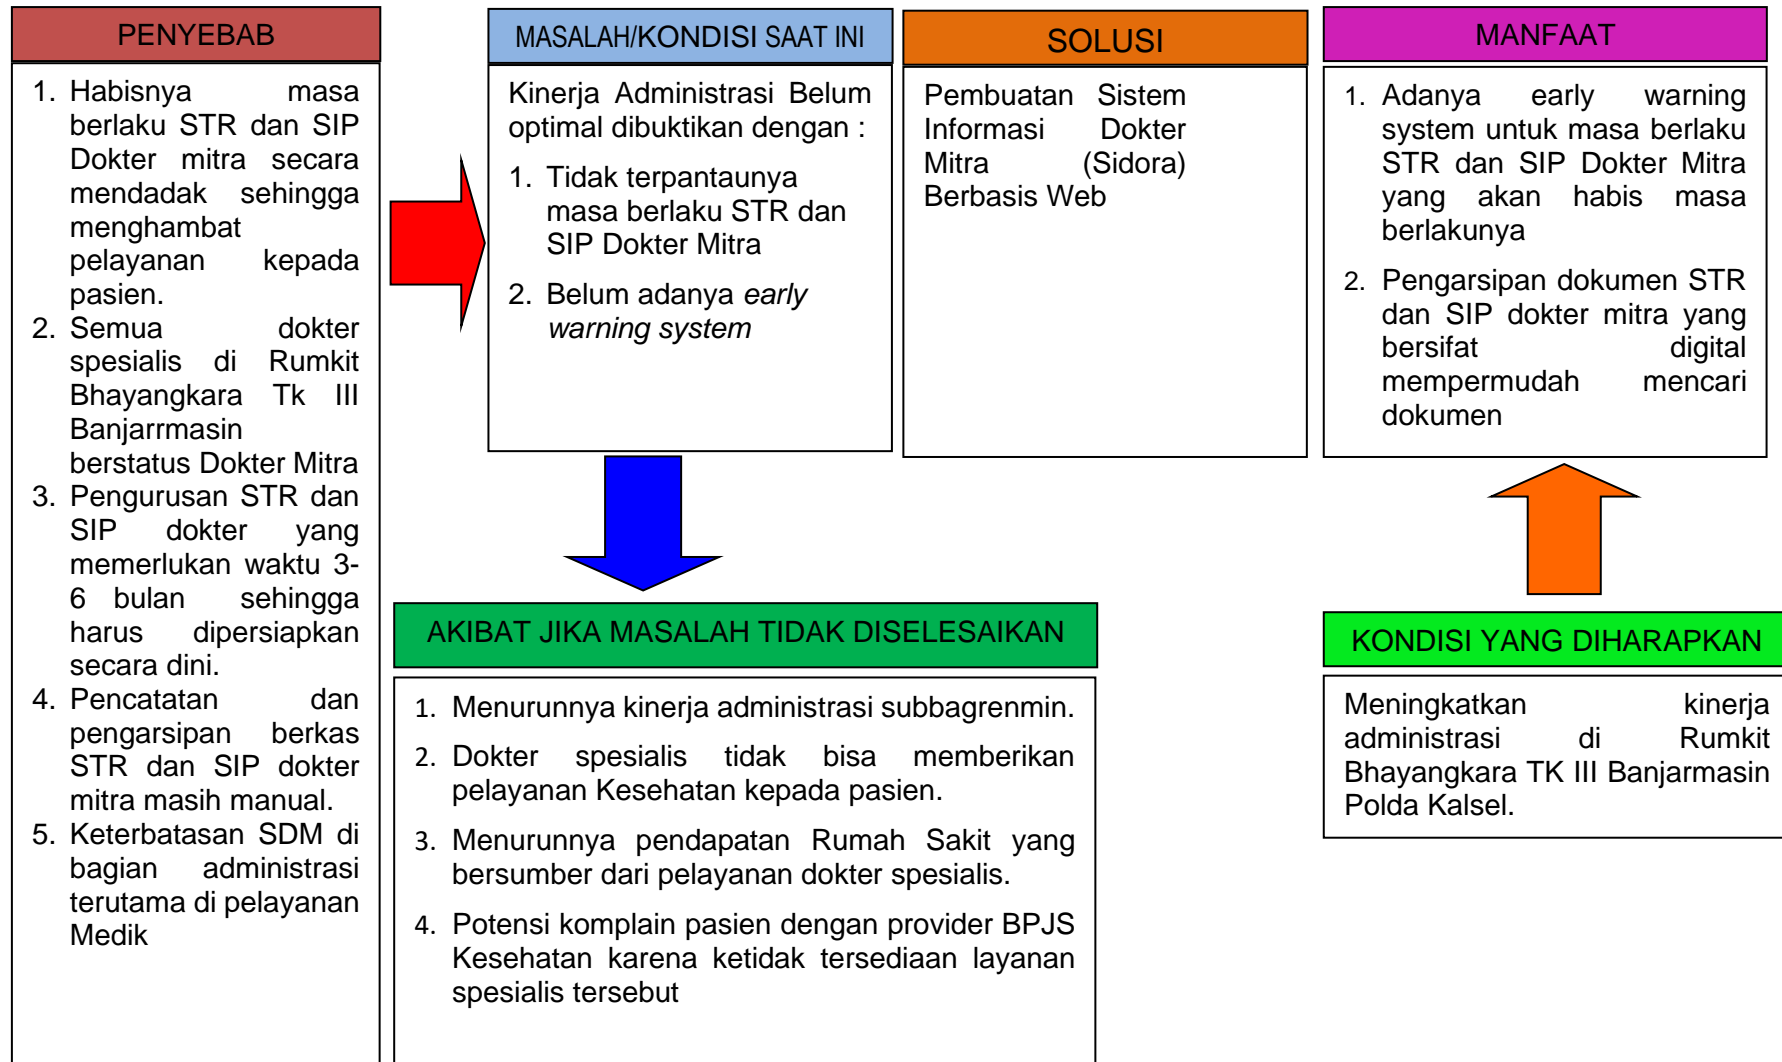 PENYEBAB
1. Habisnya masa
berlaku STR dan SIP
Dokter mitra secara
mendadak sehingga
menghambat
pelayanan kepada
pasien.
2. Semua dokter
spesialis di Rumkit
Bhayangkara Tk III
Banjarrmasin
berstatus Dokter Mitra
3. Pengurusan STR dan
SIP dokter yang
memerlukan waktu 3-
6 bulan sehingga
harus dipersiapkan
secara dini.
4. Pencatatan dan
pengarsipan berkas
STR dan SIP dokter
mitra masih manual.
5. Keterbatasan SDM di
bagian administrasi
terutama di pelayanan
Medik
MASALAH/KONDISI SAAT INI
Kinerja Administrasi Belum
optimal dibuktikan dengan :
1. Tidak terpantaunya
masa berlaku STR dan
SIP Dokter Mitra
2. Belum adanya early
warning system
SOLUSI
Pembuatan Sistem
Informasi Dokter
Mitra (Sidora)
Berbasis Web
MANFAAT
1. Adanya early warning
system untuk masa berlaku
STR dan SIP Dokter Mitra
yang akan habis masa
berlakunya
2. Pengarsipan dokumen STR
dan SIP dokter mitra yang
bersifat digital
mempermudah mencari
dokumen
AKIBAT JIKA MASALAH TIDAK DISELESAIKAN
1. Menurunnya kinerja administrasi subbagrenmin.
2. Dokter spesialis tidak bisa memberikan
pelayanan Kesehatan kepada pasien.
3. Menurunnya pendapatan Rumah Sakit yang
bersumber dari pelayanan dokter spesialis.
4. Potensi komplain pasien dengan provider BPJS
Kesehatan karena ketidak tersediaan layanan
spesialis tersebut
KONDISI YANG DIHARAPKAN
Meningkatkan kinerja
administrasi di Rumkit
Bhayangkara TK III Banjarmasin
Polda Kalsel.